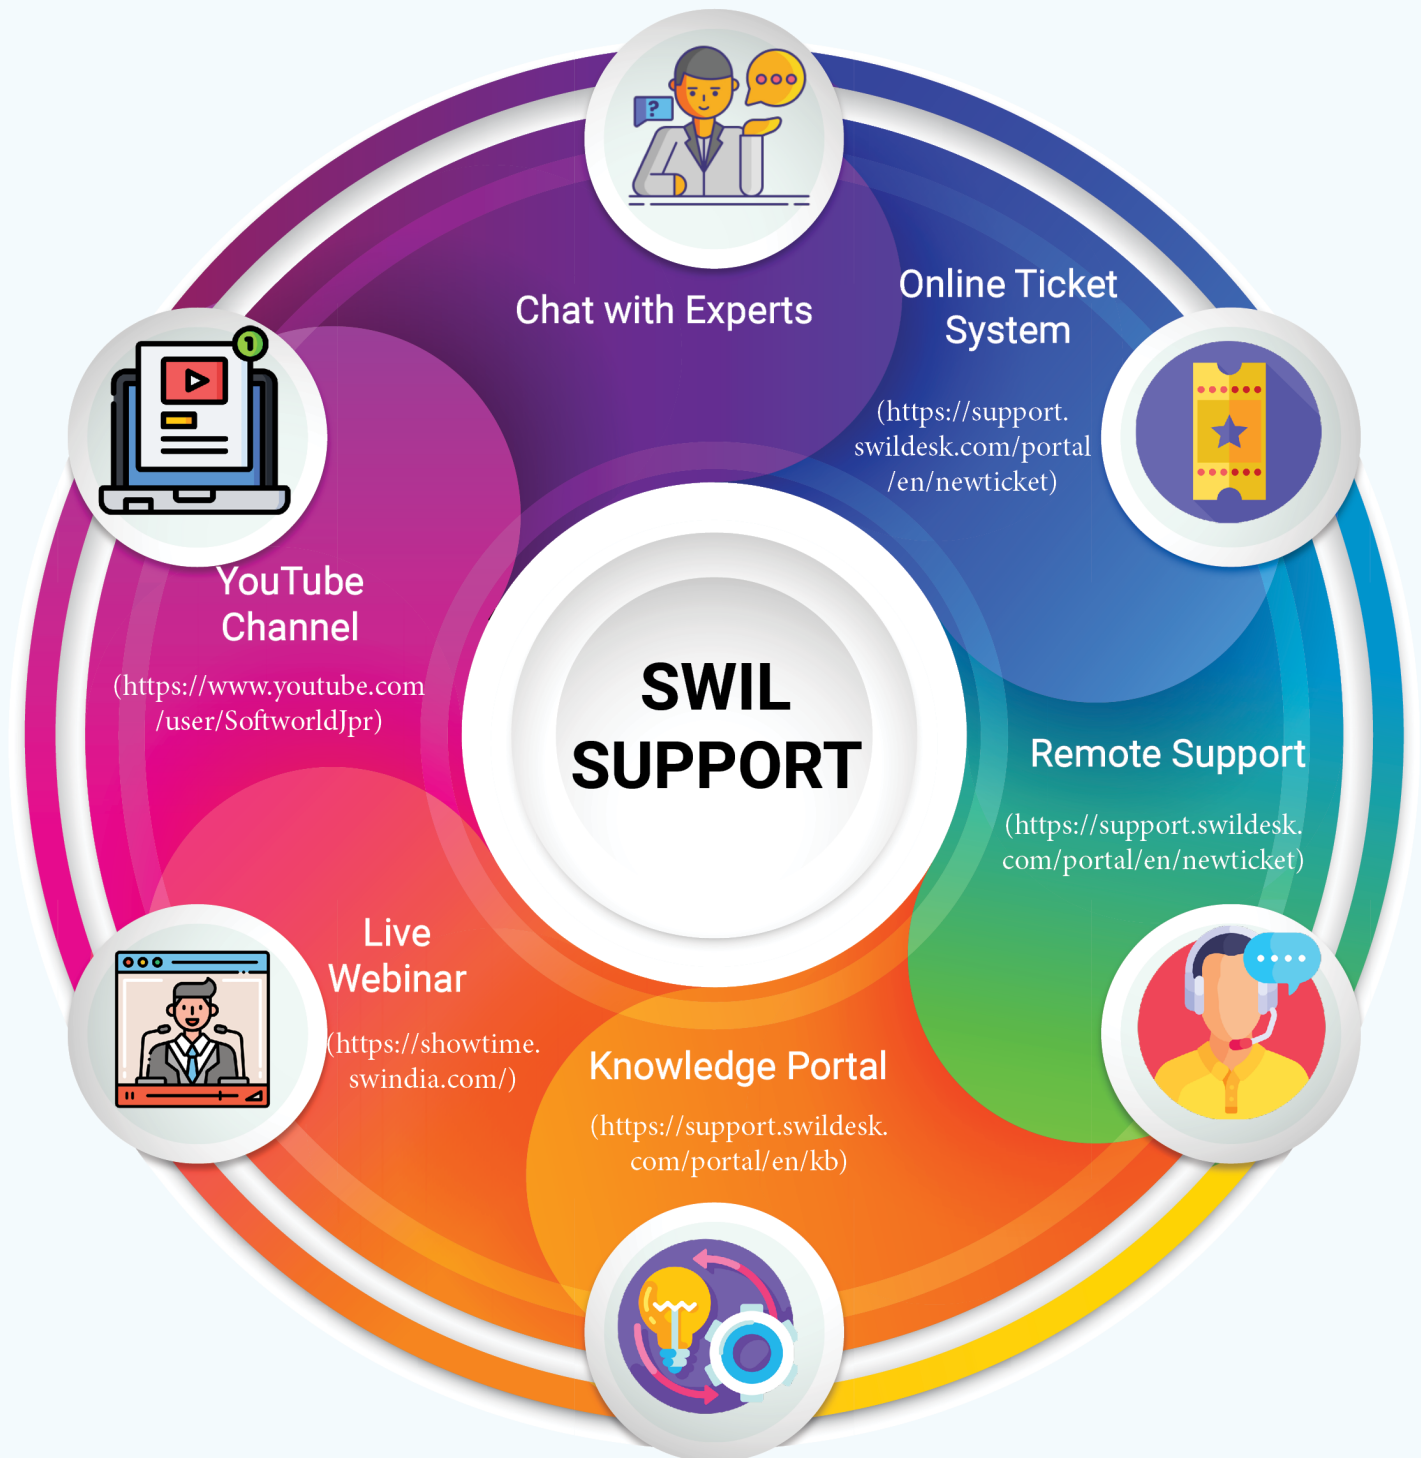 Chat with Experts
Online Ticket
System
(https://support.
swildesk.com/portal
/en/newticket)
Remote Support
(https://support.swildesk.
com/portal/en/newticket)
Knowledge Portal
(https://support.swildesk.
com/portal/en/kb)
Live
Webinar
(https://showtime.
swindia.com/)
YouTube
Channel
(https://www.youtube.com
/user/SoftworldJpr)
SWIL
SUPPORT
?
1